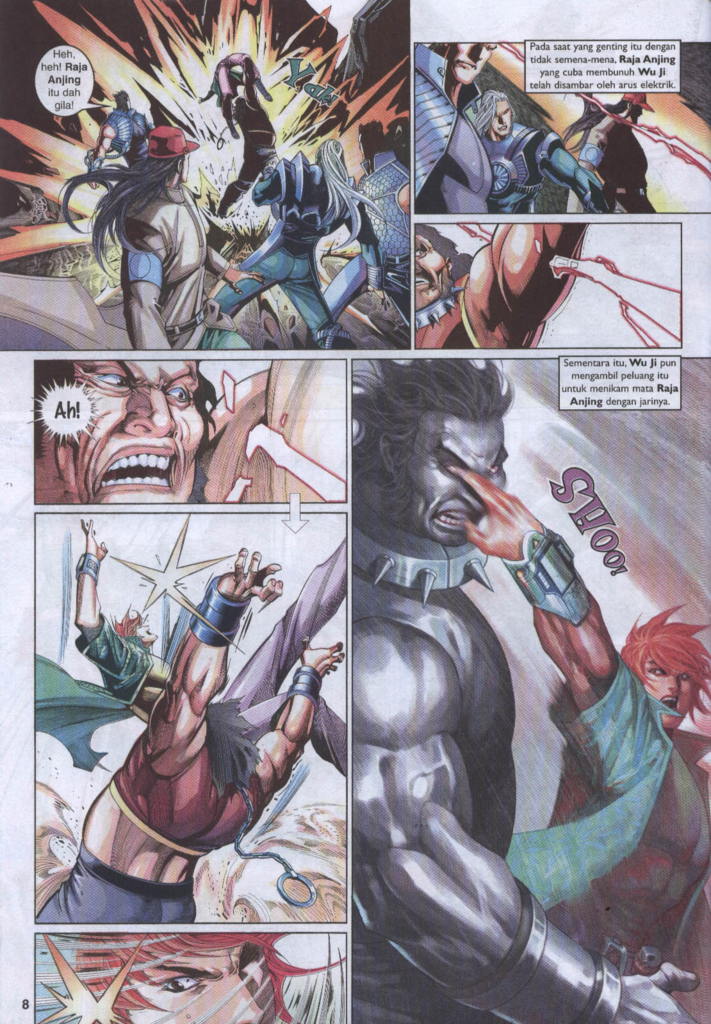 Heh,
heh! Raja
Anjing
itu dah
gila!
Pada saat yang genting itu dengan
tidak semena-mena, Raja Anjing
yang cuba membunuh Wu Ji
telah disambar oleh arus elektrik.
Ah!
Sementara itu, Wu Ji pun
mengambil peluang itu
untuk menikam mata Raja
Anjing dengan jarinya.
SHOO!
8